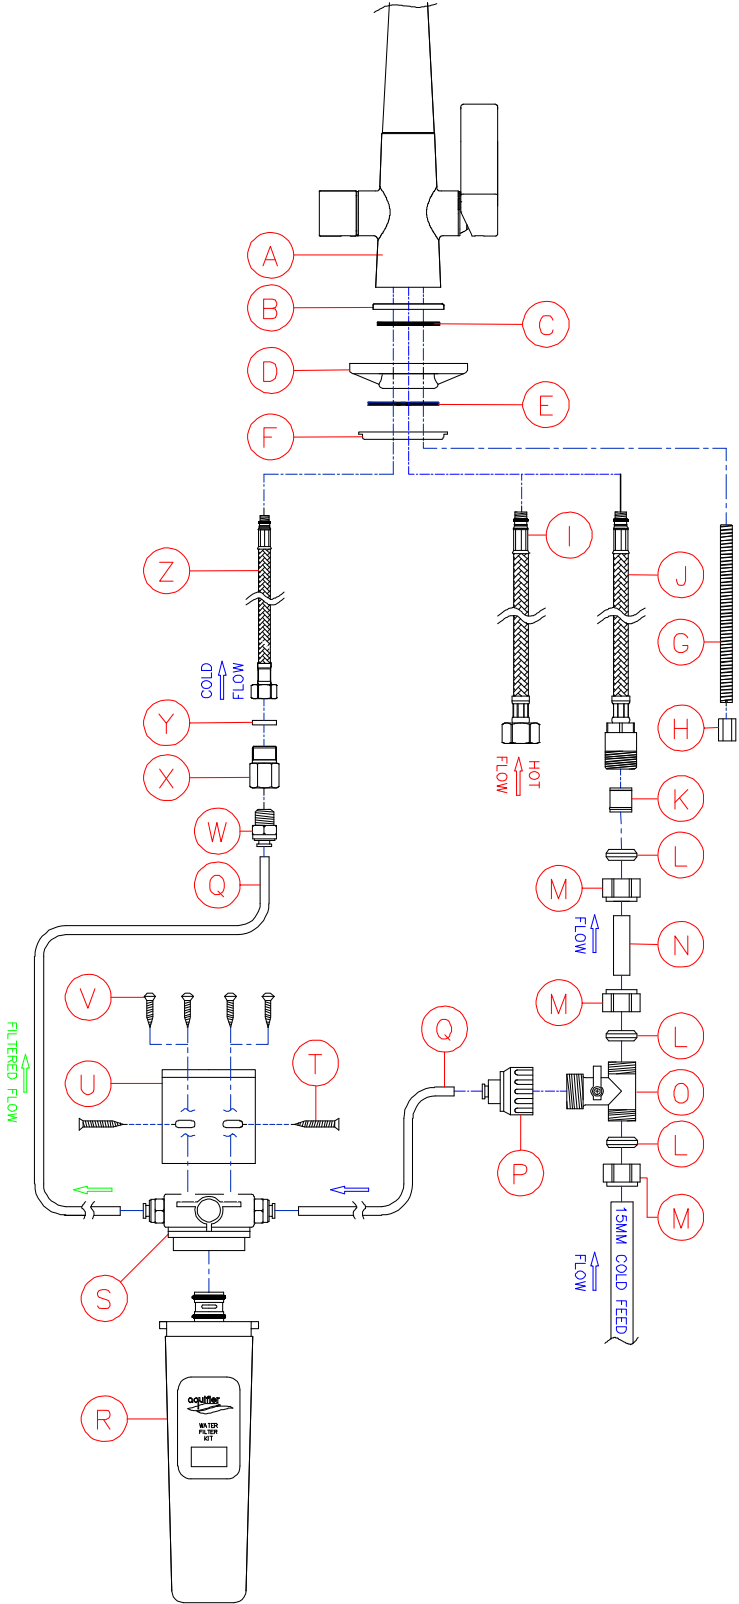 A
B
C
D
E
F
Z
I
J
G
COLD
FLOW
Y
H
X
HOT
FLOW
K
W
L
M
Q
FLOW
N
V
M
Q
L
FILTERED FLOW
U
T
O
P
L
M
S
15MM COLD FEED
FLOW
R
aquifier
WATER
FILTER
KIT